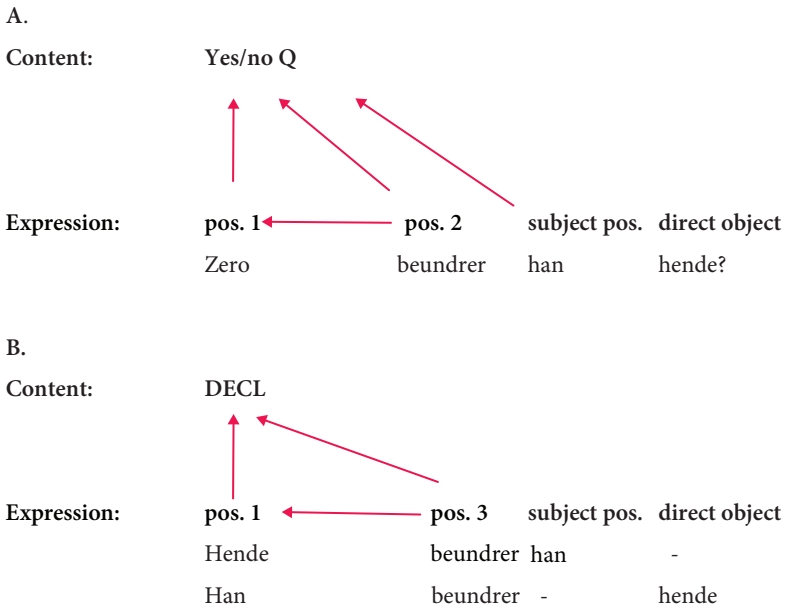 A.
Content: Yes/no Q
Expression: pos. 1 pos. 2 subject pos. direct object
Zero beundrer han hende?
B.
Content: DECL
Expression: pos. 1 pos. 3 subject pos. direct object
Hende beundrer han -
Han beundrer - hende